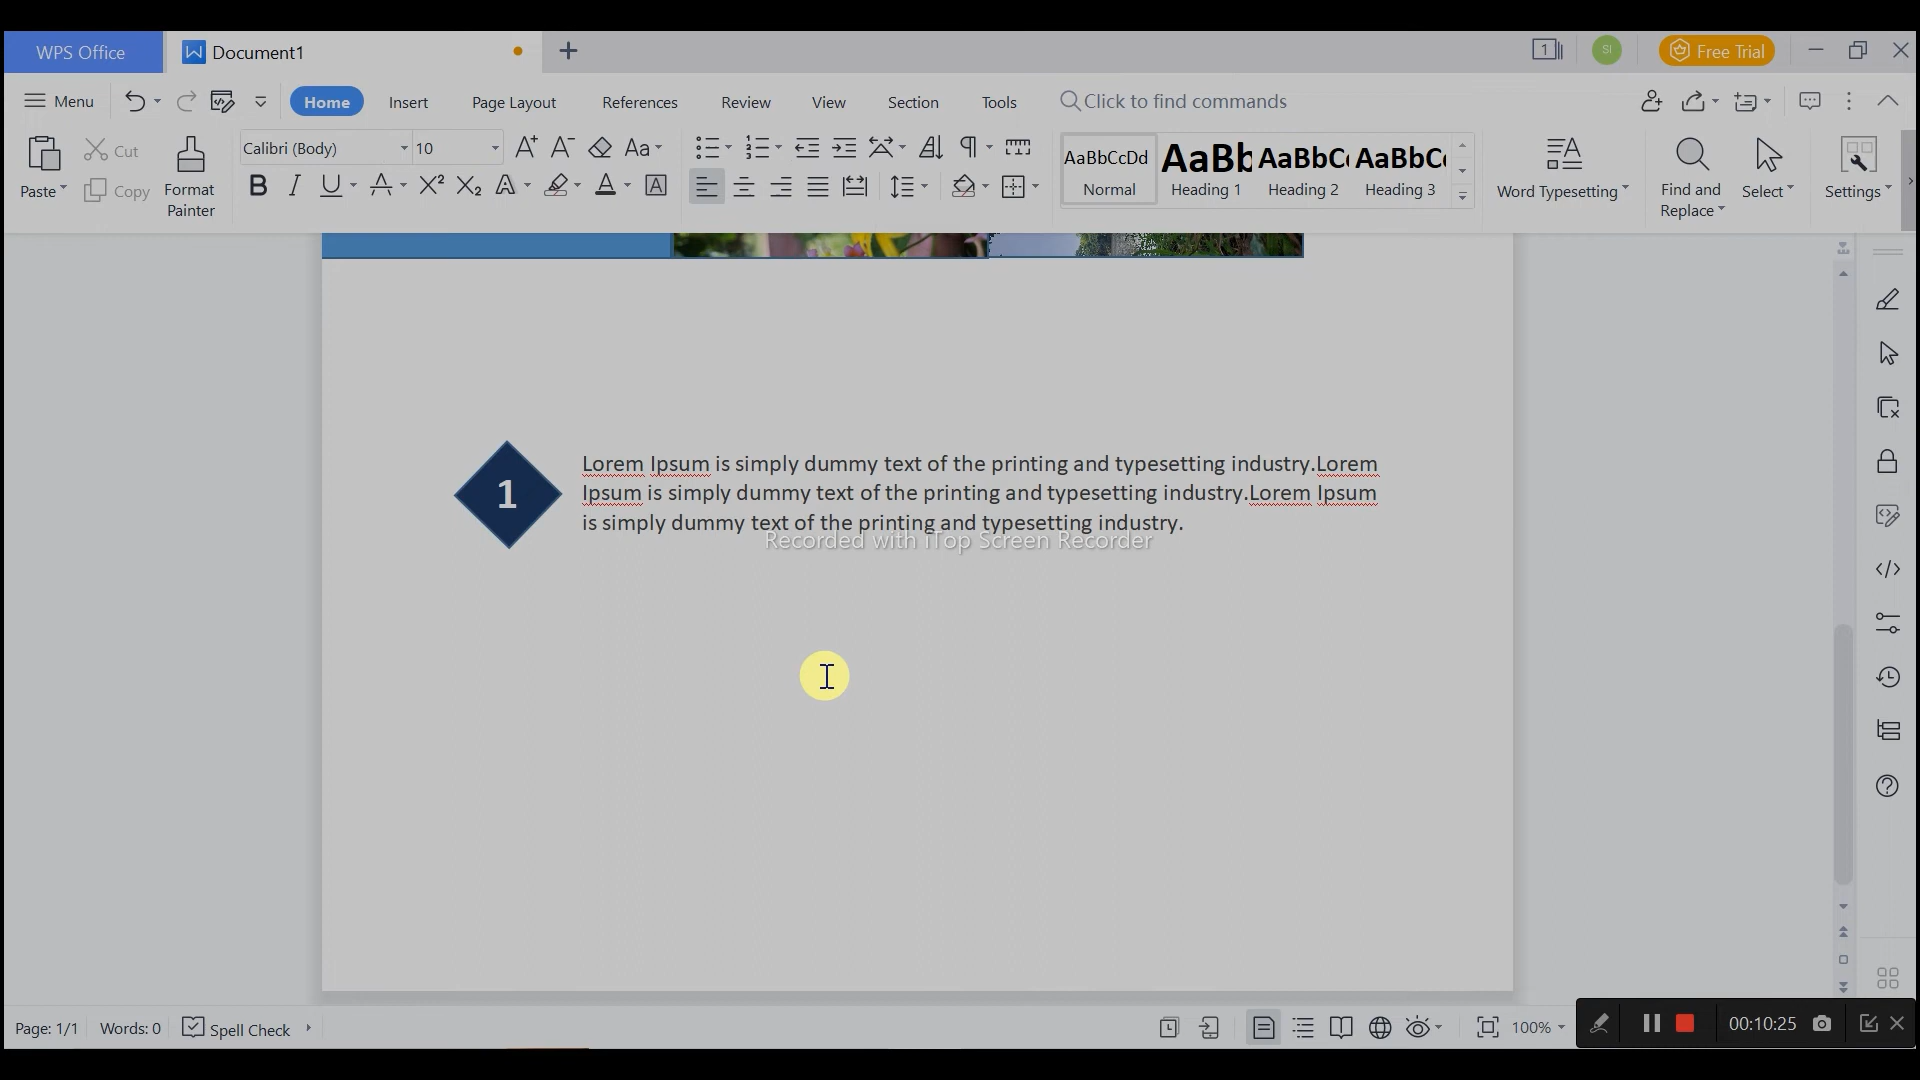 WPS Office
Document1
1
SI
Free Trial
Menu
Home
Insert
Page Layout
References
Review
View
Section
Tools
Click to find commands
Paste
Cut
Copy
Format
Painter
Calibri (Body)
10
Aa
AaBbCcDd
Normal
AaBb
Heading 1
AaBbC
Heading 2
AaBbC
Heading 3
Word Typesetting
Find and
Replace
Select
Settings
1
Lorem Ipsum is simply dummy text of the printing and typesetting industry.Lorem
Ipsum is simply dummy text of the printing and typesetting industry.Lorem Ipsum
is simply dummy text of the printing and typesetting industry.
Recorded with iTop Screen Recorder
Page: 1/1
Words: 0
Spell Check
100%
00:10:25